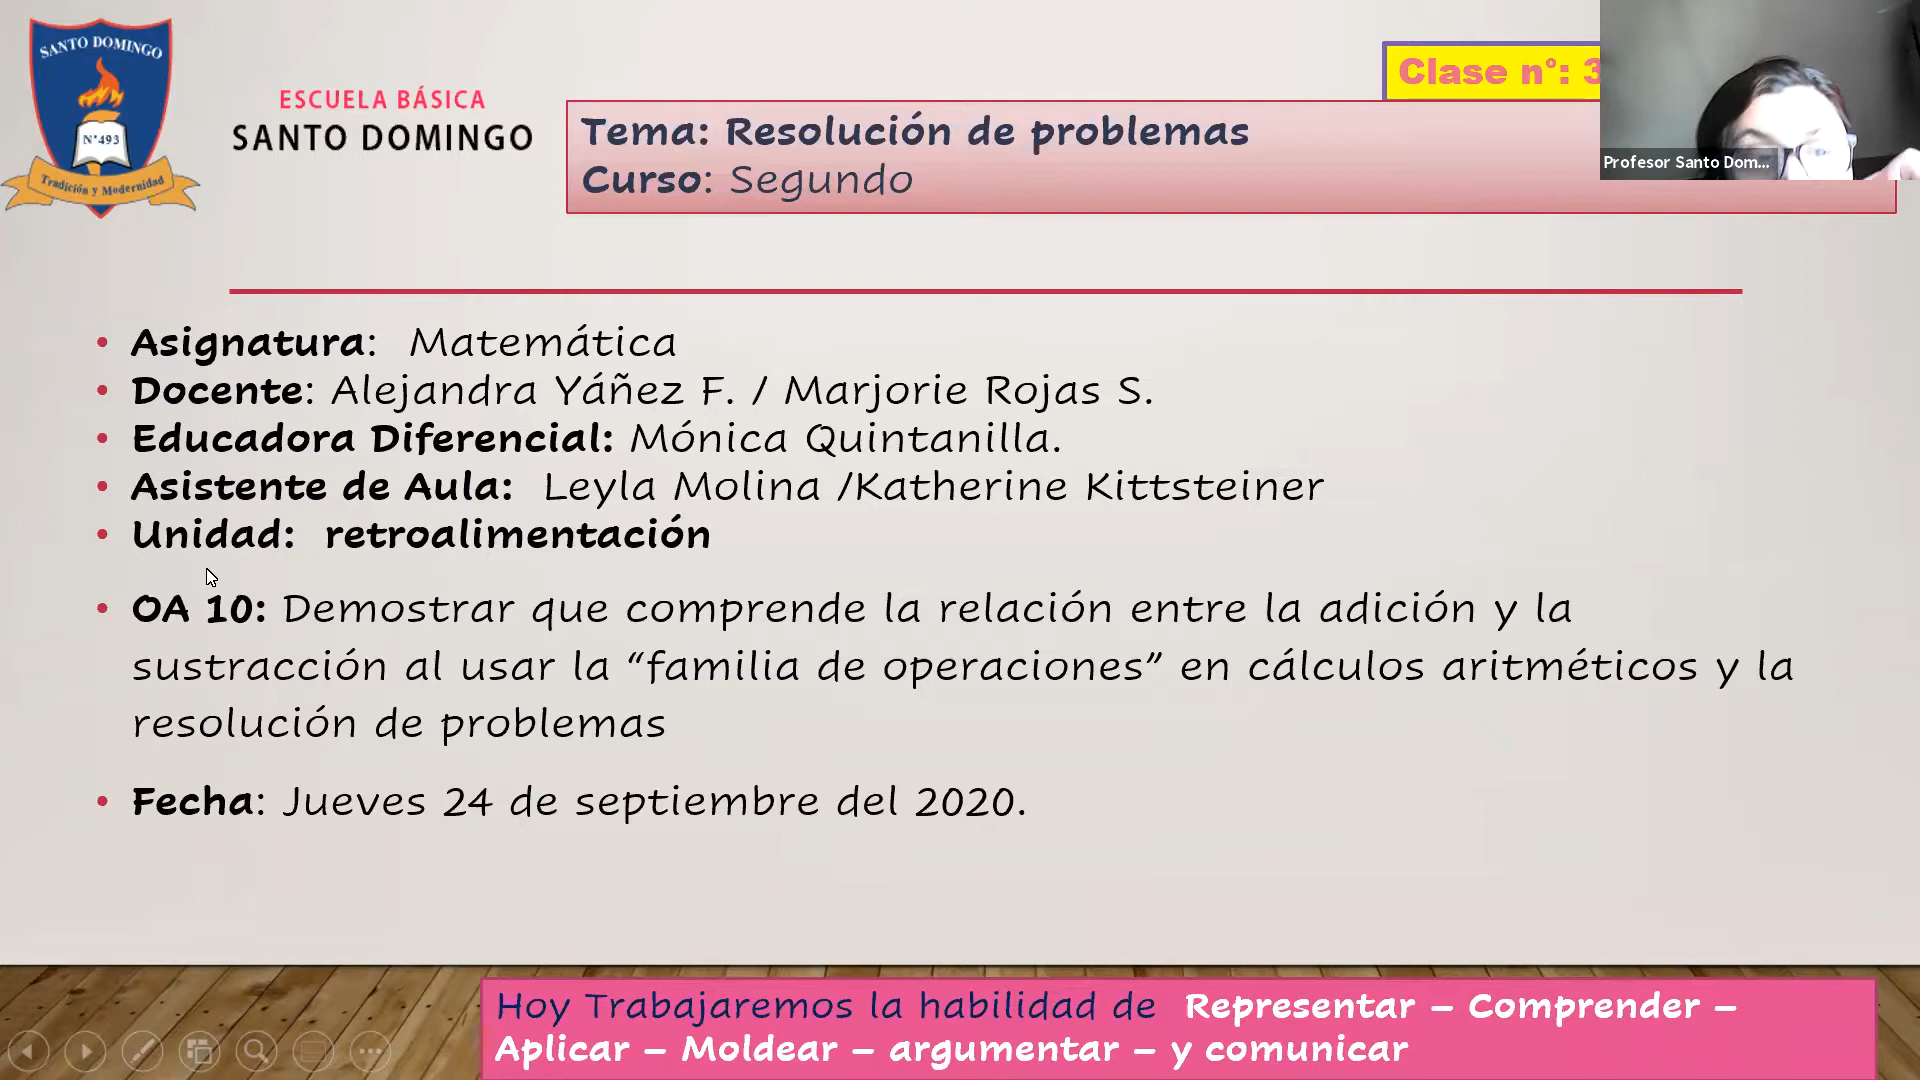 SANTO DOMINGO
N°493
Tradición y Modernidad
ESCUELA BÁSICA
SANTO DOMINGO
Clase n°: 3
Tema: Resolución de problemas
Curso: Segundo
Profesor Santo Dom...
• Asignatura: Matemática
• Docente: Alejandra Yáñez F. / Marjorie Rojas S.
• Educadora Diferencial: Mónica Quintanilla.
• Asistente de Aula: Leyla Molina /Katherine Kittsteiner
• Unidad: retroalimentación
• OA 10: Demostrar que comprende la relación entre la adición y la
sustracción al usar la “familia de operaciones” en cálculos aritméticos y la
resolución de problemas
• Fecha: Jueves 24 de septiembre del 2020.
Hoy Trabajaremos la habilidad de Representar – Comprender –
Aplicar – Moldear – argumentar – y comunicar